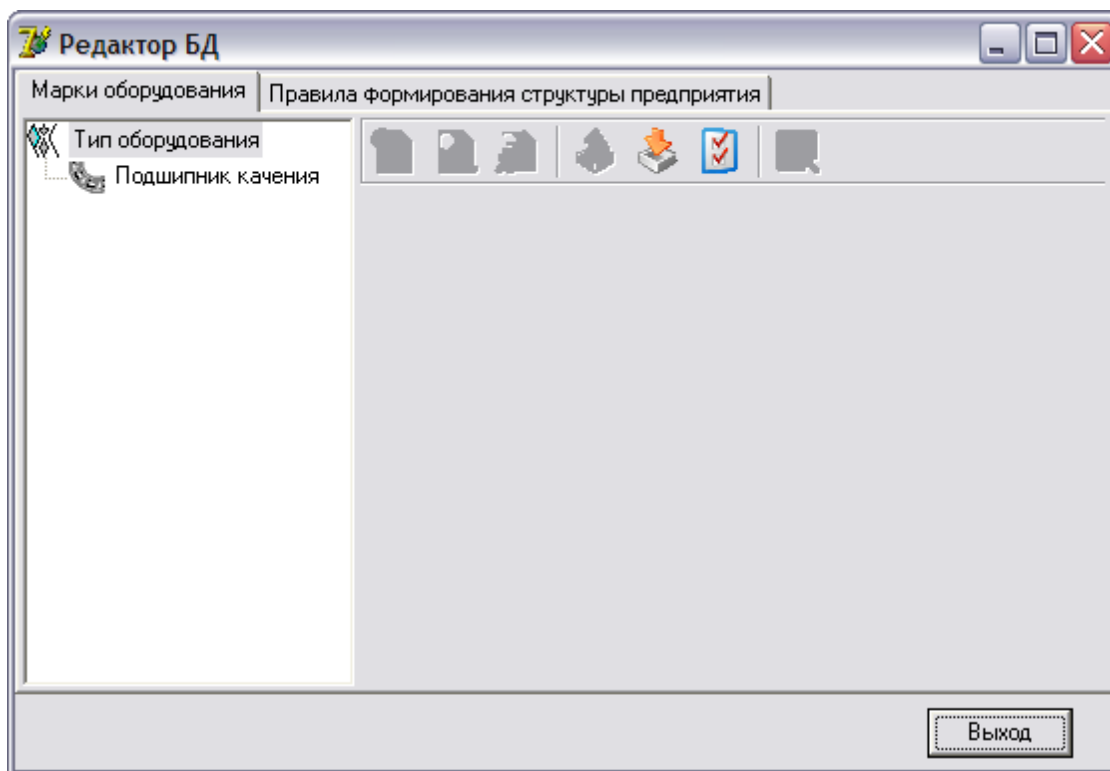 Редактор БД
Марки оборудования
Правила формирования структуры предприятия
Тип оборудования
Подшипник качения
Выход